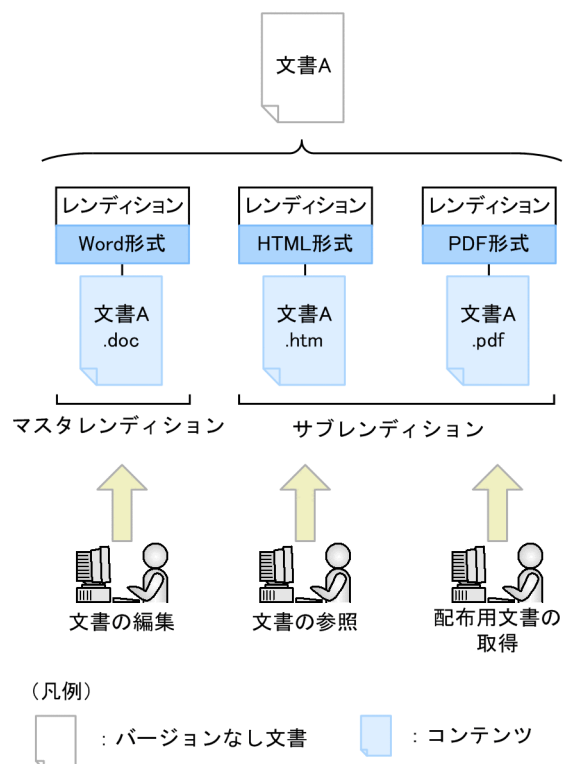 文書A
レンディション
Word形式
レンディション
HTML形式
レンディション
PDF形式
文書A
.doc
文書A
.htm
文書A
.pdf
マスタレンディション
サブレンディション
文書の編集
文書の参照
配布用文書の
取得
（凡例）
：バージョンなし文書
：コンテンツ